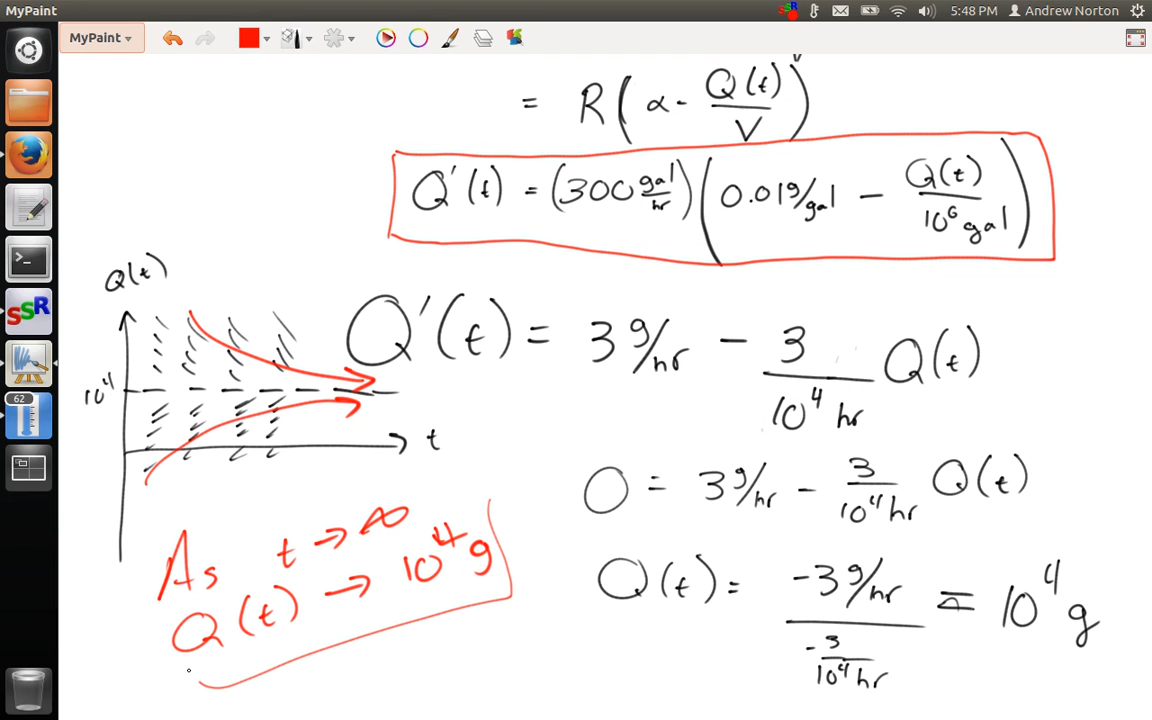 MyPaint
5:48 PM
Andrew Norton
MyPaint
= R(α - Q(t)/V)
Q'(t) = (300 gal/hr)(0.01 g/gal - Q(t)/10⁶ gal)
Q(t)
10⁴
t
Q'(t) = 3 g/hr - 3/10⁴ hr Q(t)
0 = 3 g/hr - 3/10⁴ hr Q(t)
Q(t) = -3 g/hr / -3/10⁴ hr = 10⁴ g
As t → ∞
Q(t) → 10⁴ g
SSR
62